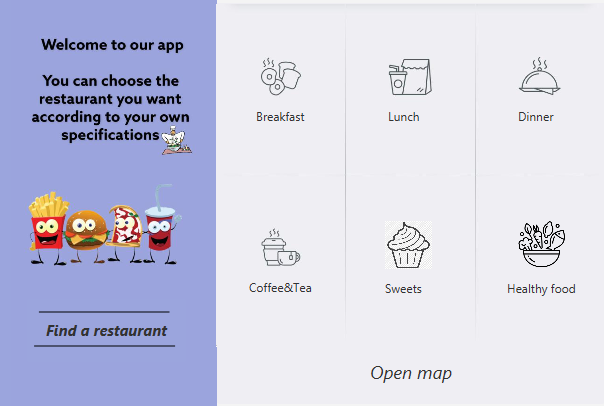 Welcome to our app
You can choose the
restaurant you want
according to your own
specifications
Find a restaurant
Breakfast
Lunch
Dinner
Coffee&Tea
Sweets
Healthy food
Open map